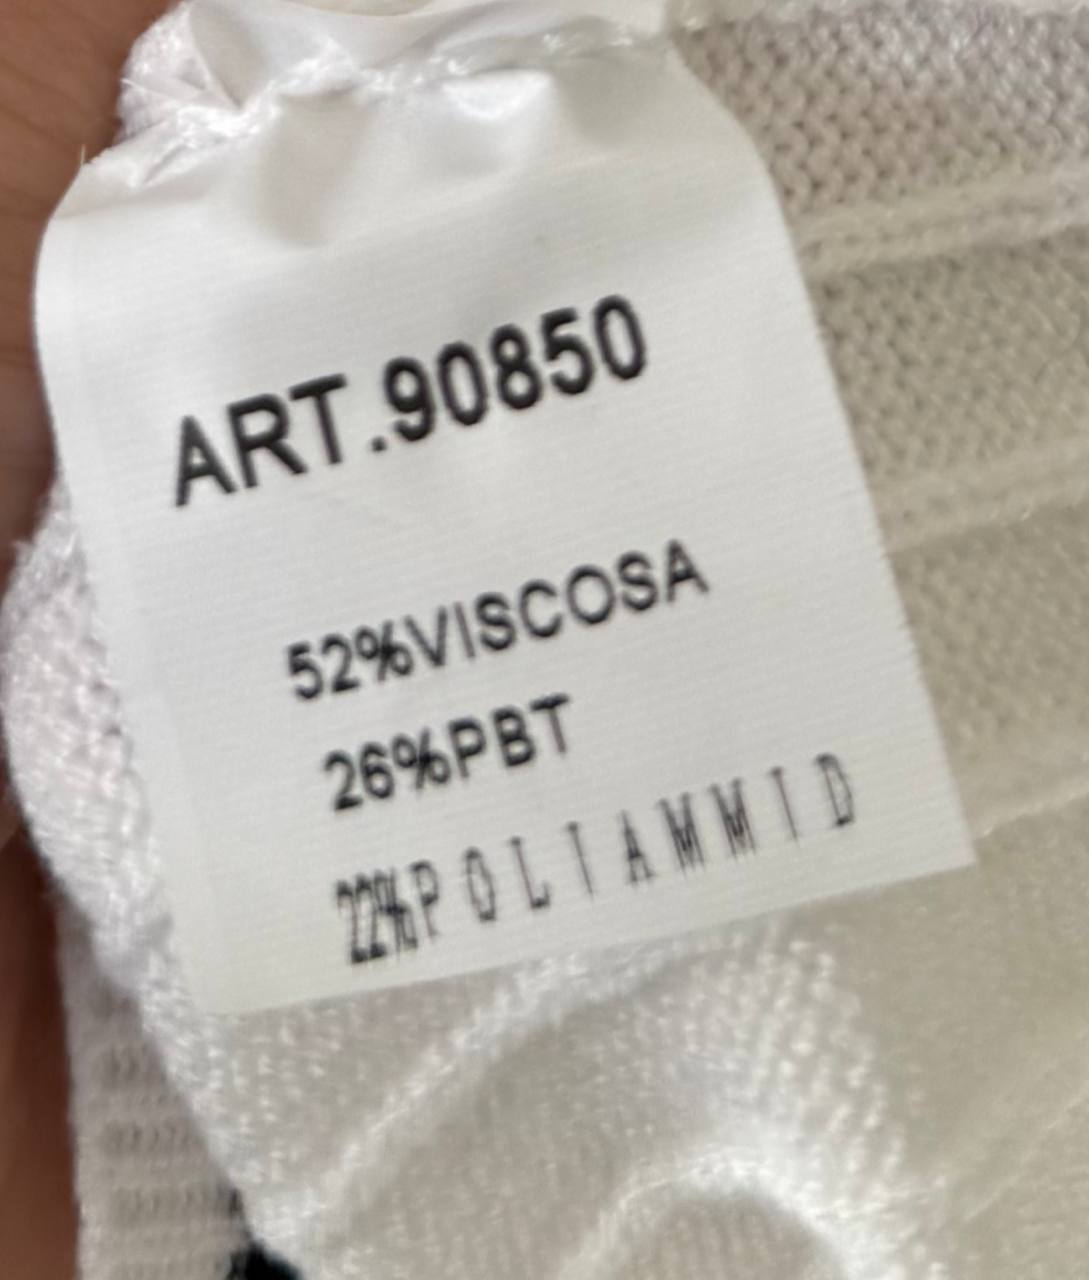 ART.90850
52%VISCOSA
26%PBT
22%POLIAMMID